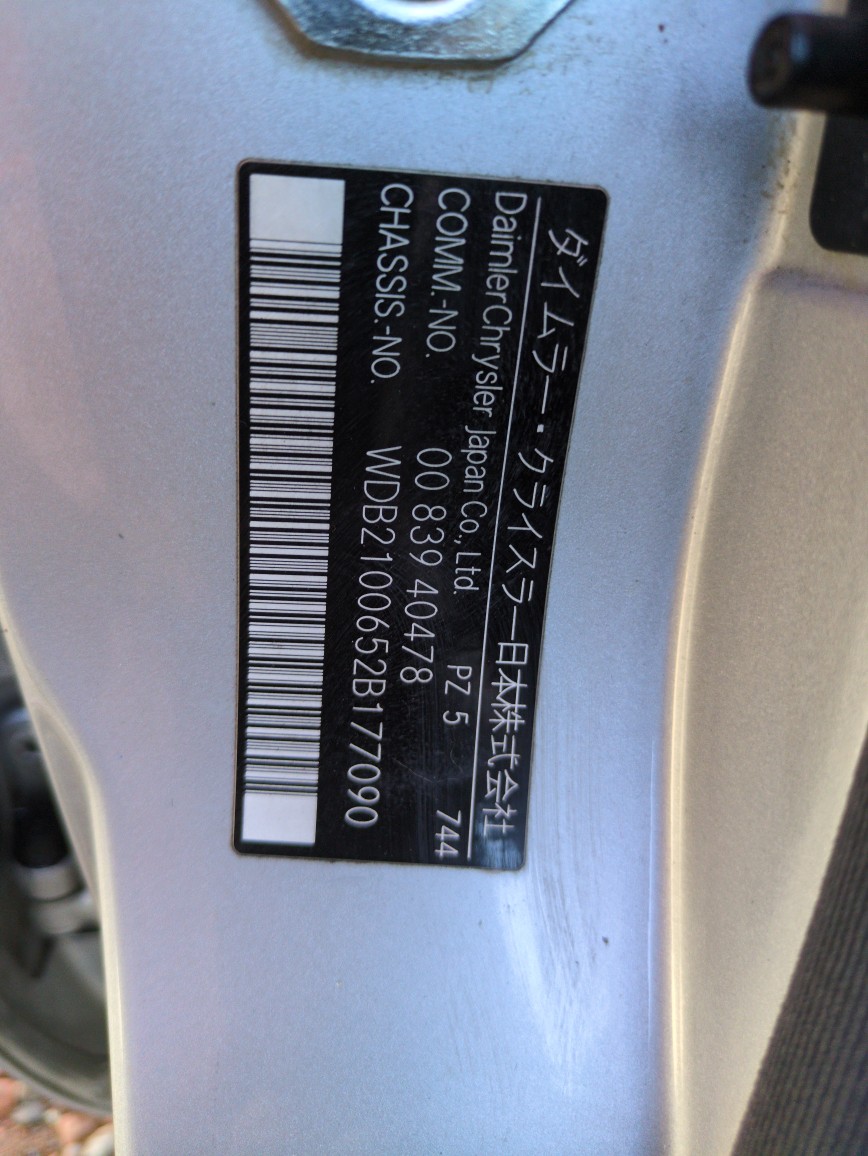 ダイムラー・クライスラー日本株式会社
DaimlerChrysler Japan Co., Ltd.
COMM.-NO. 00 839 40478 PZ 5 744
CHASSIS.-NO. WDB2100652B177090